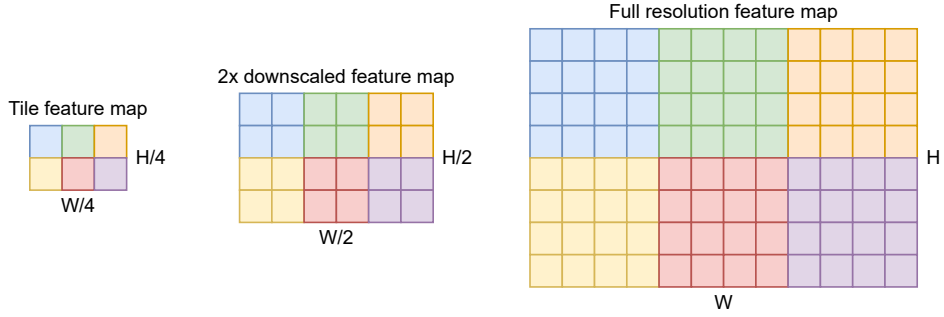 Tile feature map
H/4
W/4
2x downscaled feature map
H/2
W/2
Full resolution feature map
H
W